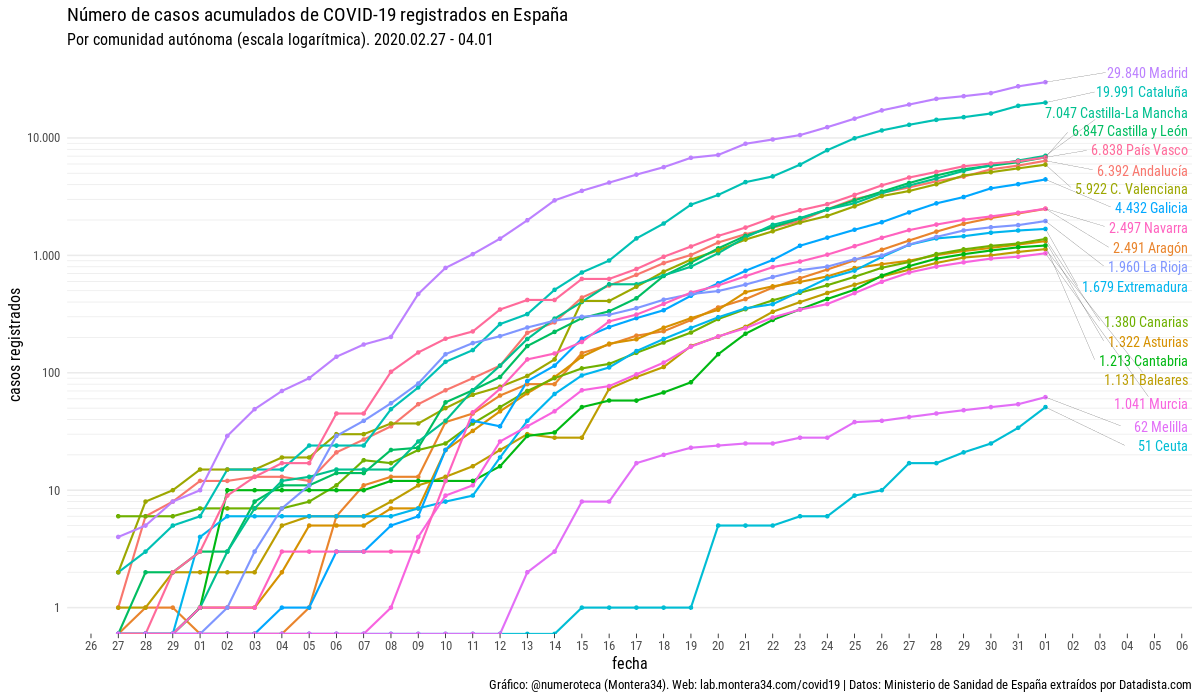 Número de casos acumulados de COVID-19 registrados en España
Por comunidad autónoma (escala logarítmica). 2020.02.27 - 04.01
29.840 Madrid
19.991 Cataluña
7.047 Castilla-La Mancha
6.847 Castilla y León
6.838 País Vasco
6.392 Andalucía
5.922 C. Valenciana
4.432 Galicia
2.497 Navarra
2.491 Aragón
1.960 La Rioja
1.679 Extremadura
1.380 Canarias
1.322 Asturias
1.213 Cantabria
1.131 Baleares
1.041 Murcia
62 Melilla
51 Ceuta
10.000
1.000
100
10
1
casos registrados
26 27 28 29 01 02 03 04 05 06 07 08 09 10 11 12 13 14 15 16 17 18 19 20 21 22 23 24 25 26 27 28 29 30 31 01 02 03 04 05 06
fecha
Gráfico: @numeroteca (Montera34). Web: lab.montera34.com/covid19 | Datos: Ministerio de Sanidad de España extraídos por Datadista.com